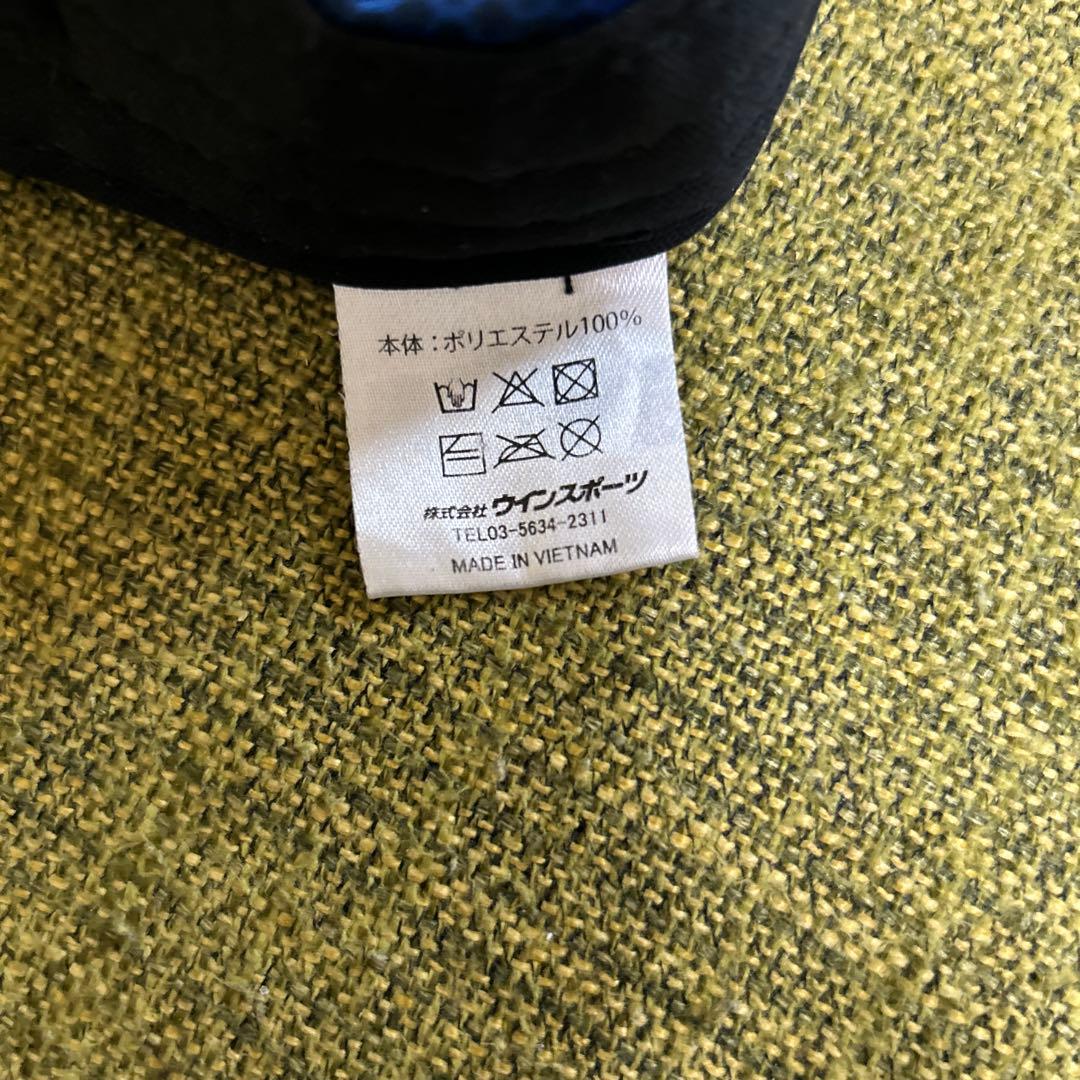 本体:ポリエステル100%
株式会社 ウインスポーツ
TEL03-5634-2311
MADE IN VIETNAM